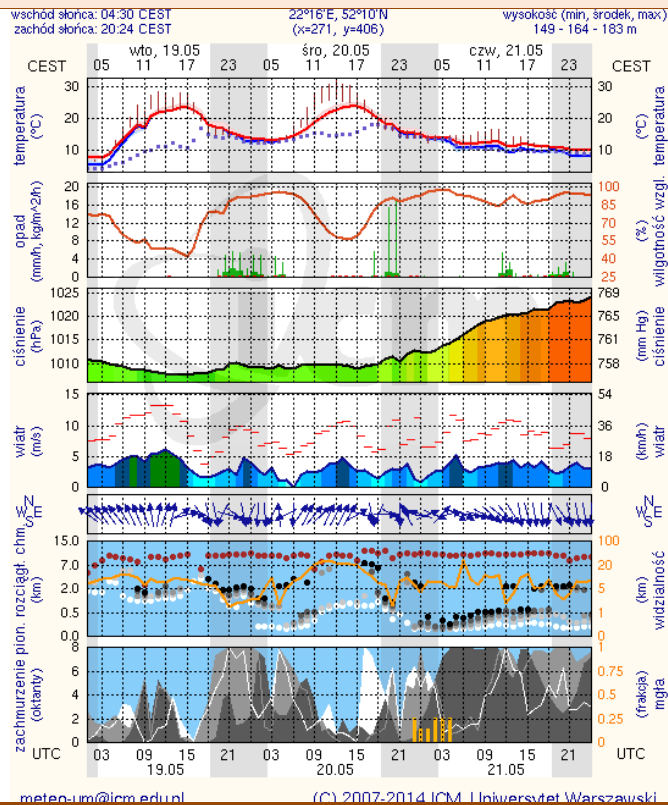 wschód słońca: 04:30 CEST 22°16'E, 52°10'N wysokość (min, środek, max)
zachód słońca: 20:24 CEST (x=271, y=406) 149 - 164 - 183 m
wto, 19.05 śro, 20.05 czw, 21.05
CEST 05 11 17 23 05 11 17 23 05 11 17 23 CEST
temperatura (°C)
30 20 10
30 20 10
temperatura (°C)
opad (mm/h, kg/m^2/h)
20 16 12 8 4 0
100 85 70 55 40 25
wilgotność wzgl. (%)
ciśnienie (hPa)
1025 1020 1015 1010
769 765 761 758
ciśnienie (mm Hg)
wiatr (m/s)
15 10 5 0
54 36 18 0
wiatr (km/h)
W N S E
W N S E
pion. rozciągł. chm. (km)
15.0 7.0 2.0 0.5 0.0
100 20 5 1 0
widzialność (km)
zachmurzenie (oktanty)
8 6 4 2 0
1 0.75 0.5 0.25 0
mgła (frakcja)
UTC 03 09 15 21 03 09 15 21 03 09 15 21 UTC
19.05 20.05 21.05
meteo-um@icm.edu.pl (C) 2007-2014 ICM, Uniwersytet Warszawski